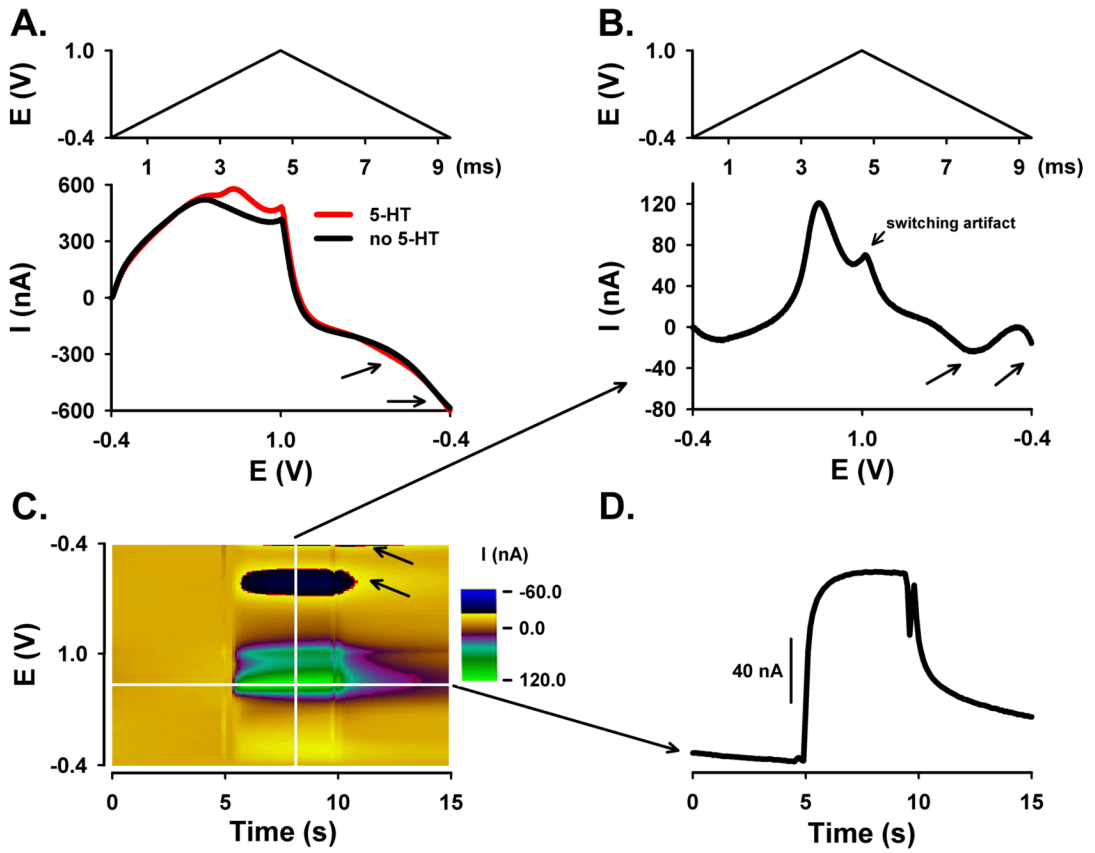 A.
B.
E (V)
1.0
-0.4
1 3 5 7 9 (ms)
E (V)
1.0
-0.4
1 3 5 7 9 (ms)
I (nA)
600
300
0
-300
-600
5-HT
no 5-HT
-0.4 1.0 -0.4
E (V)
I (nA)
120
80
40
0
-40
-80
switching artifact
-0.4 1.0 -0.4
E (V)
C.
D.
E (V)
-0.4
1.0
-0.4
I (nA)
-60.0
0.0
120.0
0 5 10 15
Time (s)
40 nA
0 5 10 15
Time (s)